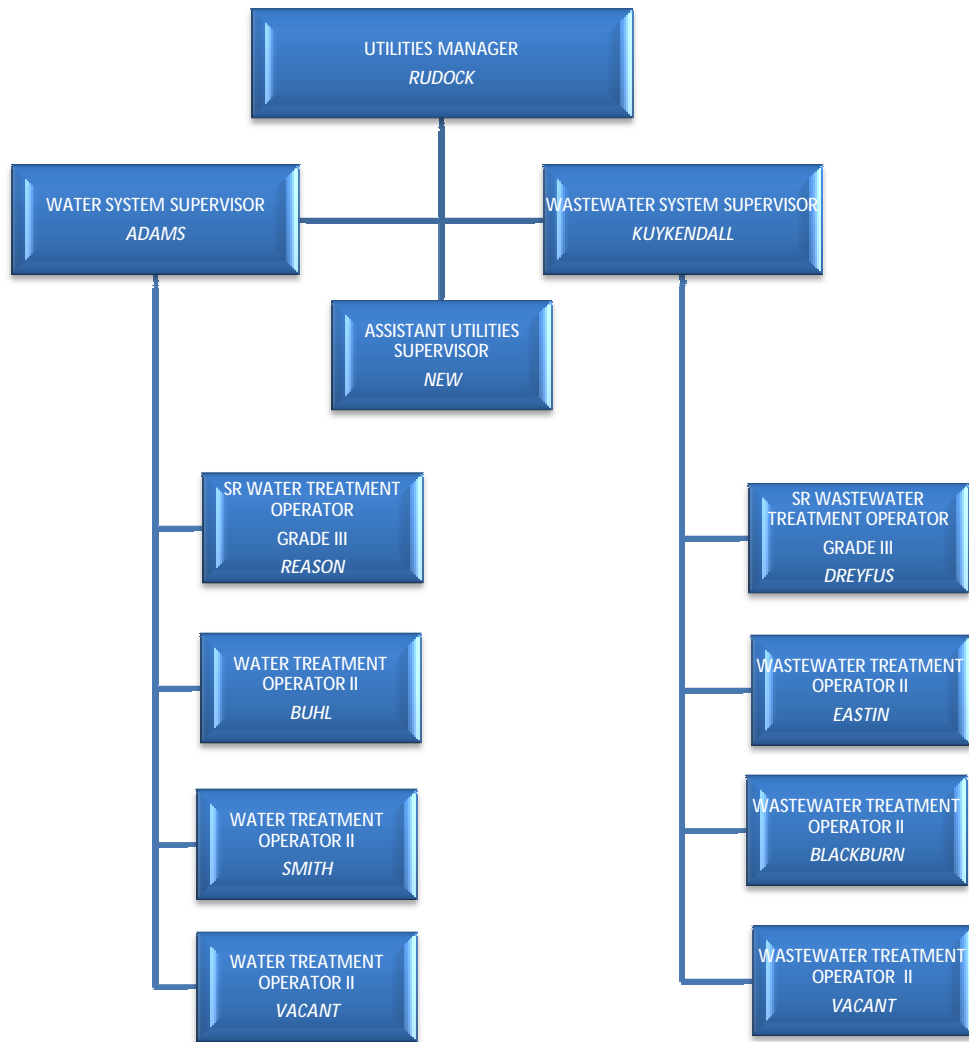 UTILITIES MANAGER
RUDOCK
WATER SYSTEM SUPERVISOR
ADAMS
WASTEWATER SYSTEM SUPERVISOR
KUYKENDALL
ASSISTANT UTILITIES
SUPERVISOR
NEW
SR WATER TREATMENT
OPERATOR
GRADE III
REASON
WATER TREATMENT
OPERATOR II
BUHL
WATER TREATMENT
OPERATOR II
SMITH
WATER TREATMENT
OPERATOR II
VACANT
SR WASTEWATER
TREATMENT OPERATOR
GRADE III
DREYFUS
WASTEWATER TREATMENT
OPERATOR II
EASTIN
WASTEWATER TREATMENT
OPERATOR II
BLACKBURN
WASTEWATER TREATMENT
OPERATOR II
VACANT